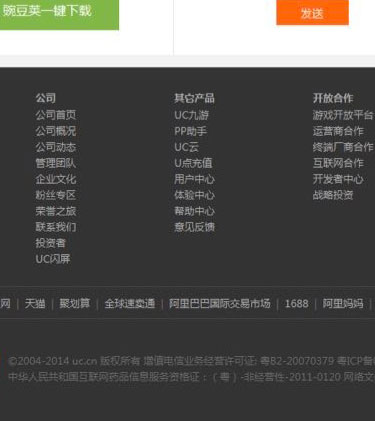 豌豆荚一键下载
发送
公司
公司首页
公司概况
公司动态
管理团队
企业文化
粉丝专区
荣誉之旅
联系我们
投资者
UC闪屏
其它产品
UC九游
PP助手
UC云
U点充值
用户中心
体验中心
帮助中心
意见反馈
开放合作
游戏开放平台
运营商合作
终端厂商合作
互联网合作
开发者中心
战略投资
网 | 天猫 | 聚划算 | 全球速卖通 | 阿里巴巴国际交易市场 | 1688 | 阿里妈妈 |
©2004-2014 uc.cn 版权所有 增值电信业务经营许可证: 粤B2-20070379 粤ICP备
中华人民共和国互联网药品信息服务资格证：（粤）-非经营性-2011-0120 网络文